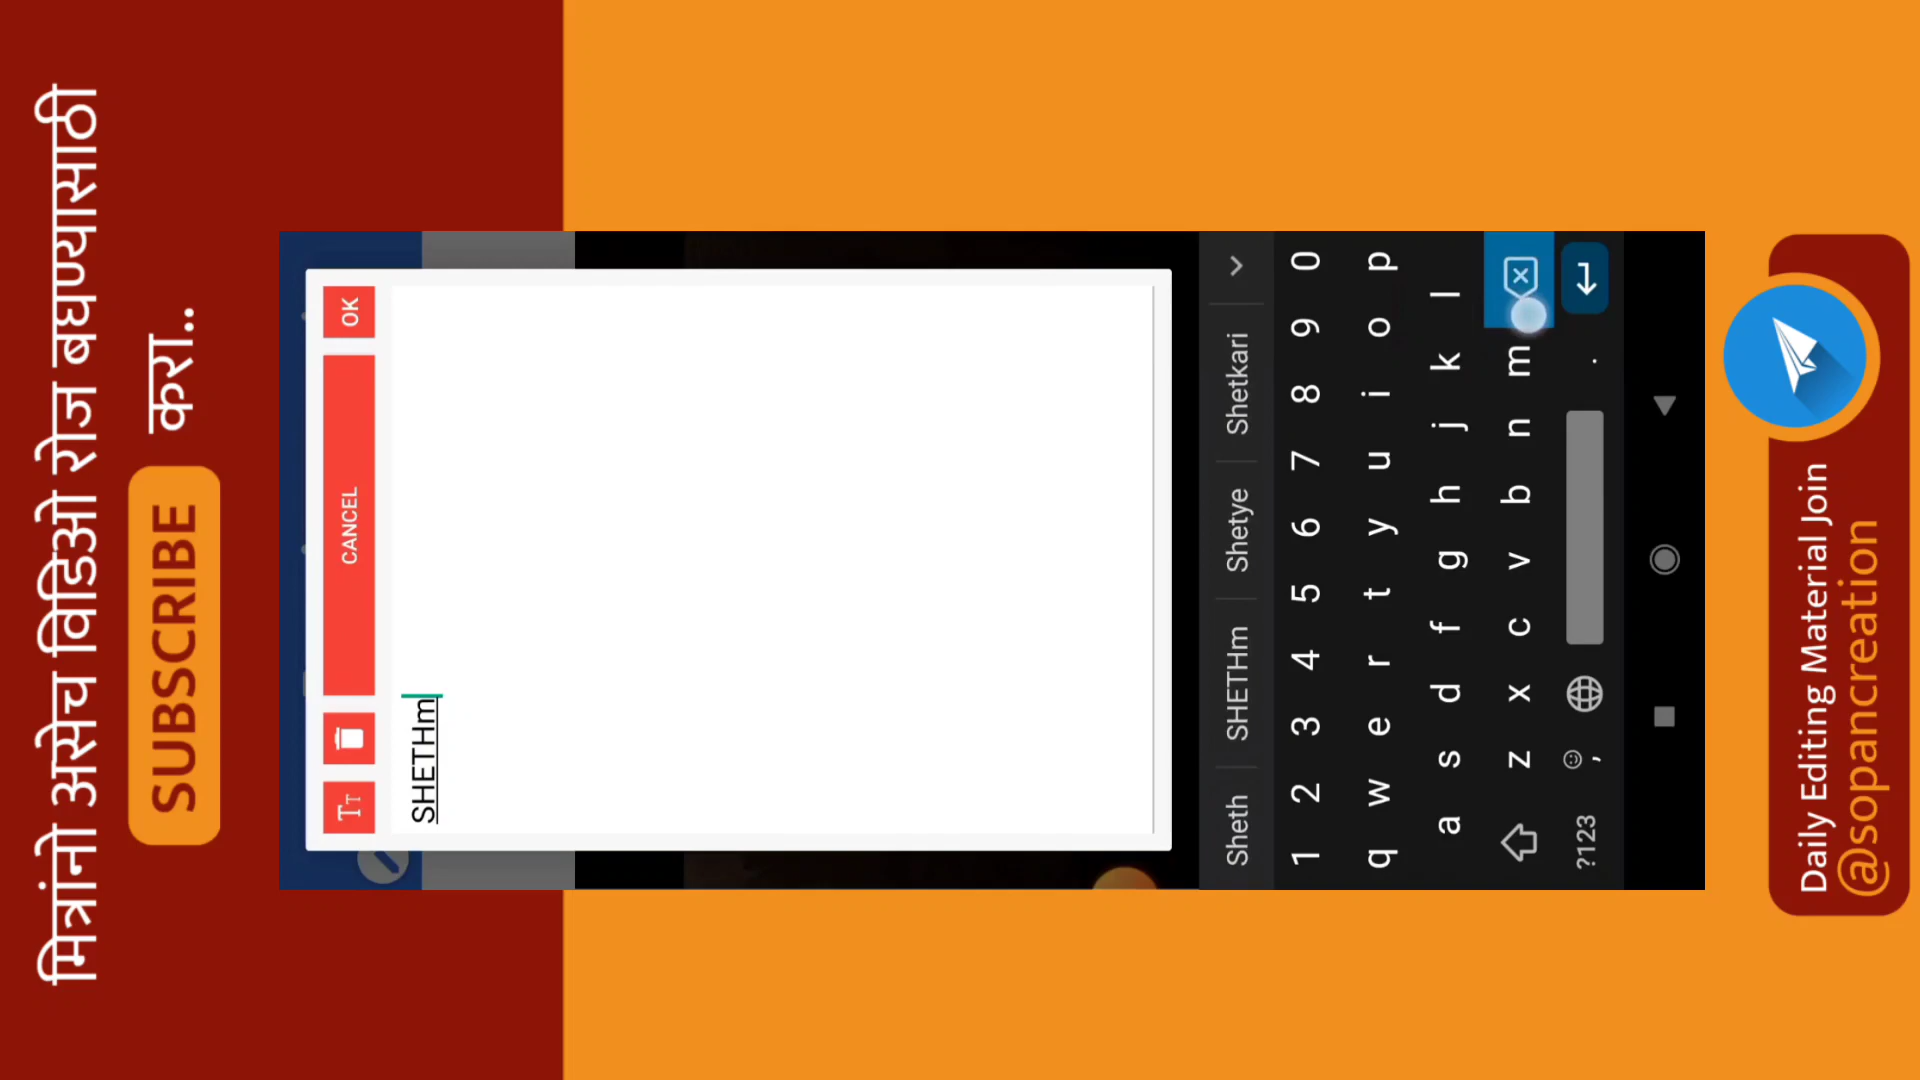 मित्रांनो असेच विडिओ रोज बघण्यासाठी
SUBSCRIBE करा..
TT CANCEL OK
SHETHm
Sheth SHETHm Shetye Shetkari
1 2 3 4 5 6 7 8 9 0
q w e r t y u i o p
a s d f g h j k l
z x c v b n m
?123 , .
Daily Editing Material Join
@sopancreation